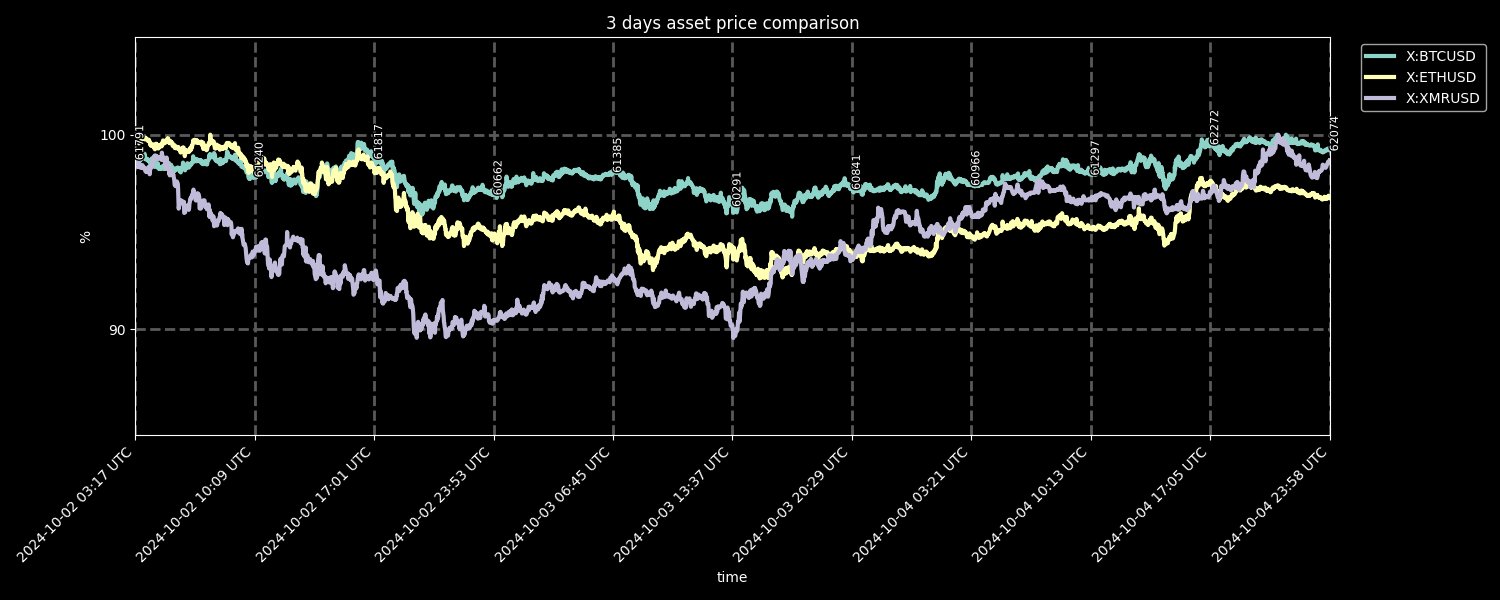 3 days asset price comparison
X:BTCUSD
X:ETHUSD
X:XMRUSD
%
100
90
61240
61817
60662
61385
60291
60841
60966
61297
62272
62074
2024-10-02 03:17 UTC
2024-10-02 10:09 UTC
2024-10-02 17:01 UTC
2024-10-02 23:53 UTC
2024-10-03 06:45 UTC
2024-10-03 13:37 UTC
2024-10-03 20:29 UTC
2024-10-04 03:21 UTC
2024-10-04 10:13 UTC
2024-10-04 17:05 UTC
2024-10-04 23:58 UTC
time